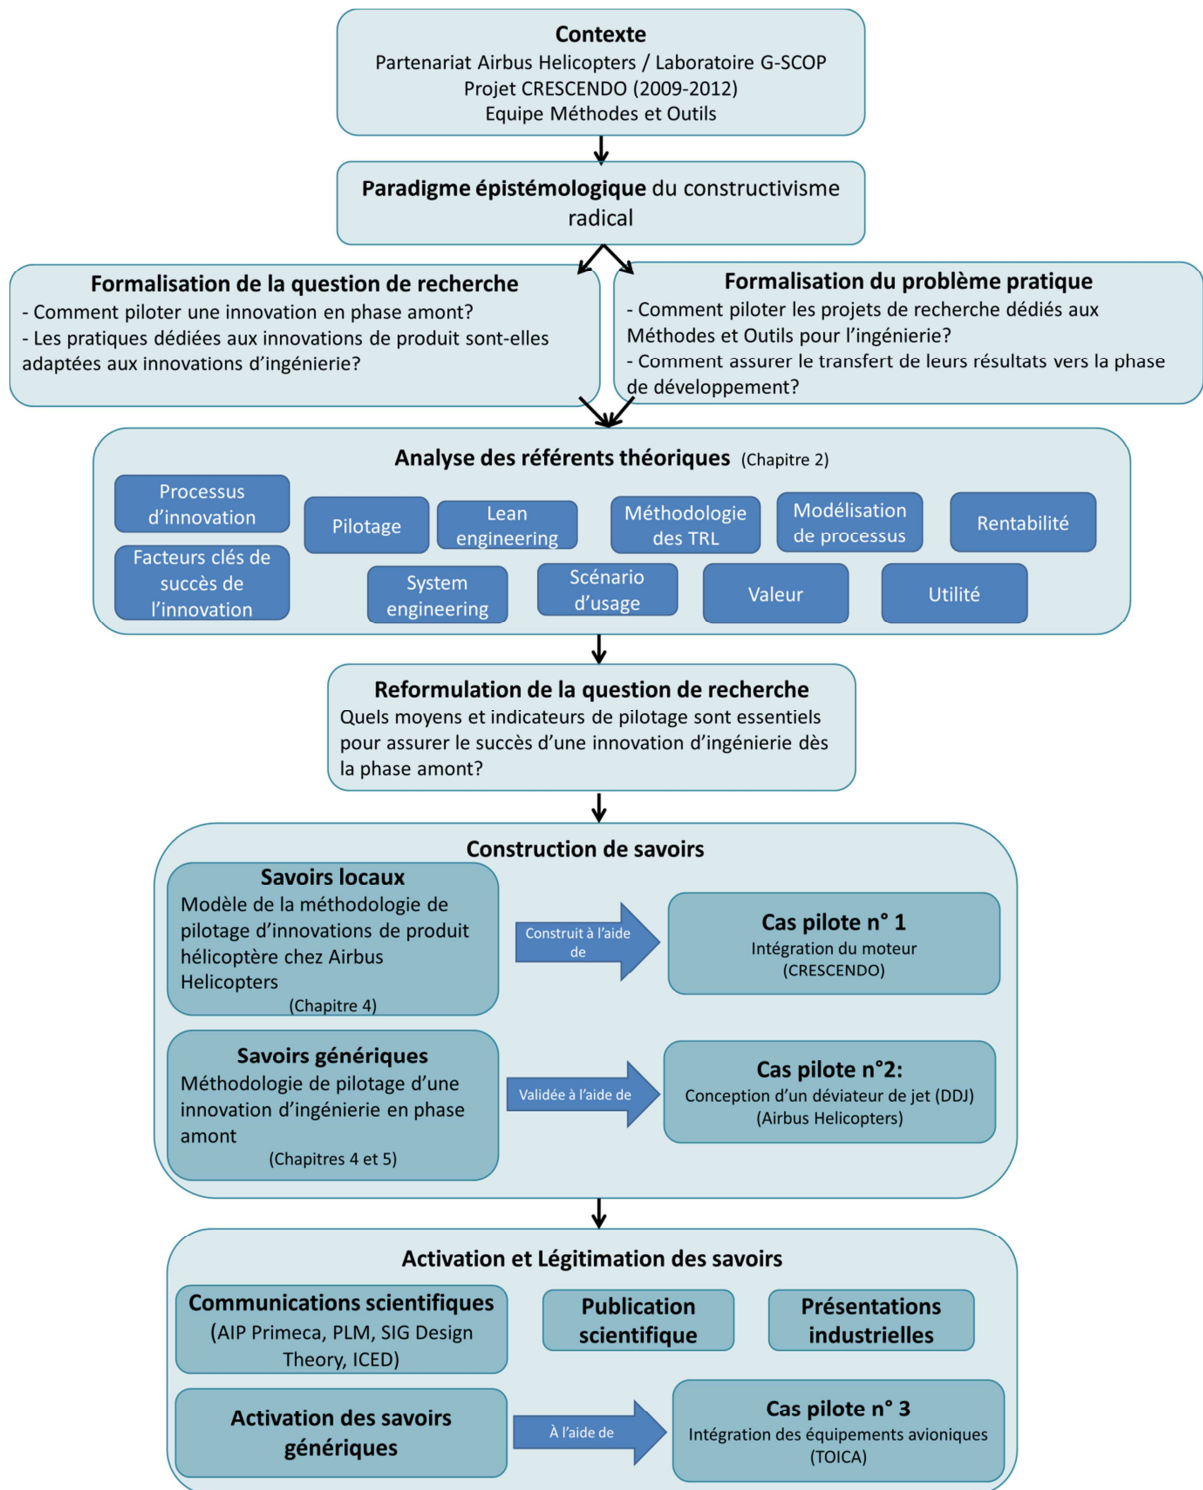 Contexte
Partenariat Airbus Helicopters / Laboratoire G-SCOP
Projet CRESCENDO (2009-2012)
Equipe Méthodes et Outils
Paradigme épistémologique du constructivisme
radical
Formalisation de la question de recherche
- Comment piloter une innovation en phase amont?
- Les pratiques dédiées aux innovations de produit sont-elles
adaptées aux innovations d'ingénierie?
Formalisation du problème pratique
- Comment piloter les projets de recherche dédiés aux
Méthodes et Outils pour l'ingénierie?
- Comment assurer le transfert de leurs résultats vers la phase
de développement?
Analyse des référents théoriques (Chapitre 2)
Processus
d'innovation
Pilotage
Lean
engineering
Méthodologie
des TRL
Modélisation
de processus
Rentabilité
Facteurs clés de
succès de
l'innovation
System
engineering
Scénario
d'usage
Valeur
Utilité
Reformulation de la question de recherche
Quels moyens et indicateurs de pilotage sont essentiels
pour assurer le succès d'une innovation d'ingénierie dès
la phase amont?
Construction de savoirs
Savoirs locaux
Modèle de la méthodologie de
pilotage d'innovations de produit
hélicoptère chez Airbus
Helicopters
(Chapitre 4)
Construit à l'aide
de
Cas pilote n° 1
Intégration du moteur
(CRESCENDO)
Savoirs génériques
Méthodologie de pilotage d'une
innovation d'ingénierie en phase
amont
(Chapitres 4 et 5)
Validée à l'aide de
Cas pilote n°2:
Conception d'un déviateur de jet (DDJ)
(Airbus Helicopters)
Activation et Légitimation des savoirs
Communications scientifiques
(AIP Primeca, PLM, SIG Design
Theory, ICED)
Publication
scientifique
Présentations
industrielles
Activation des savoirs
génériques
À l'aide de
Cas pilote n° 3
Intégration des équipements avioniques
(TOICA)